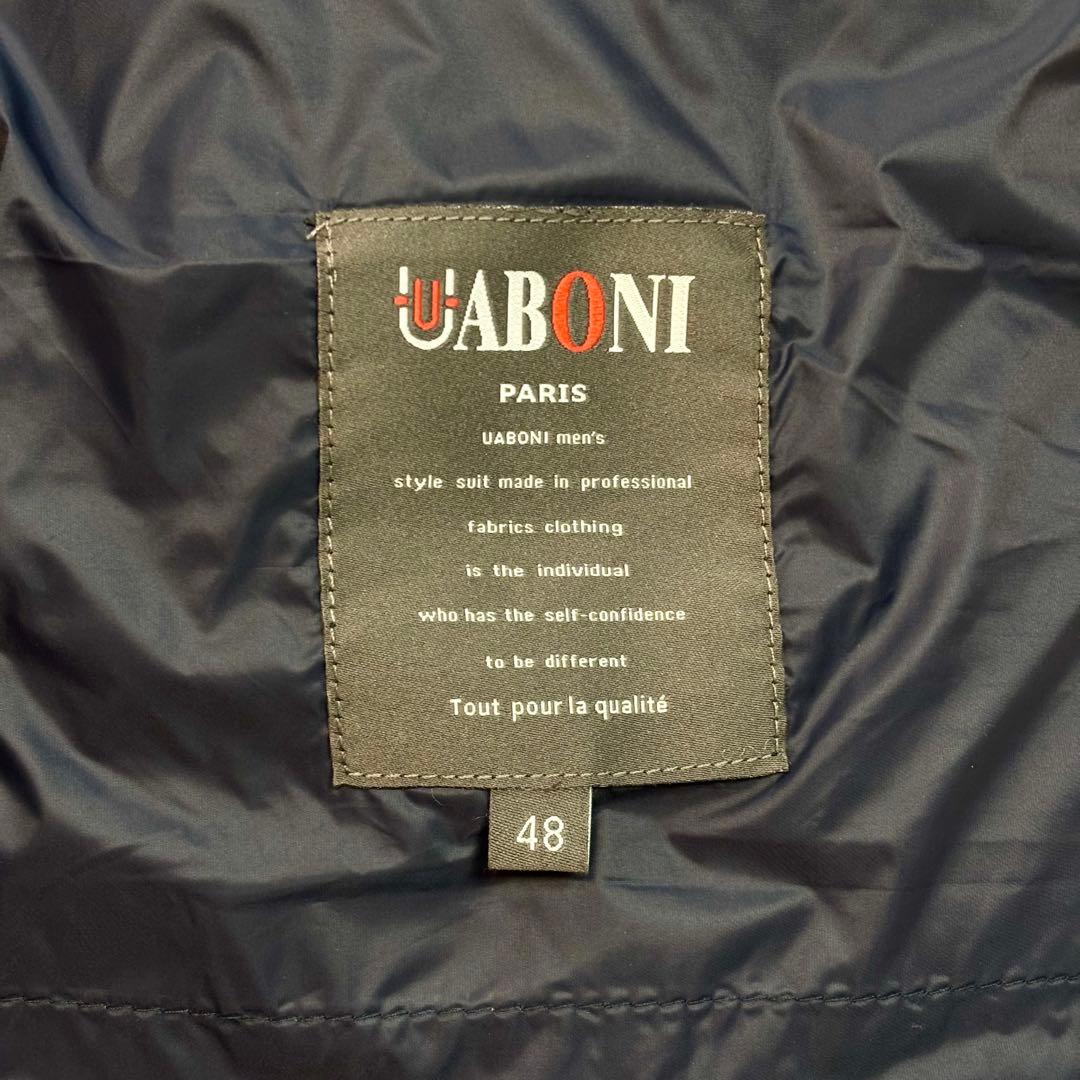 UABONI
PARIS
UABONI men's
style suit made in professional
fabrics clothing
is the individual
who has the self-confidence
to be different
Tout pour la qualité
48